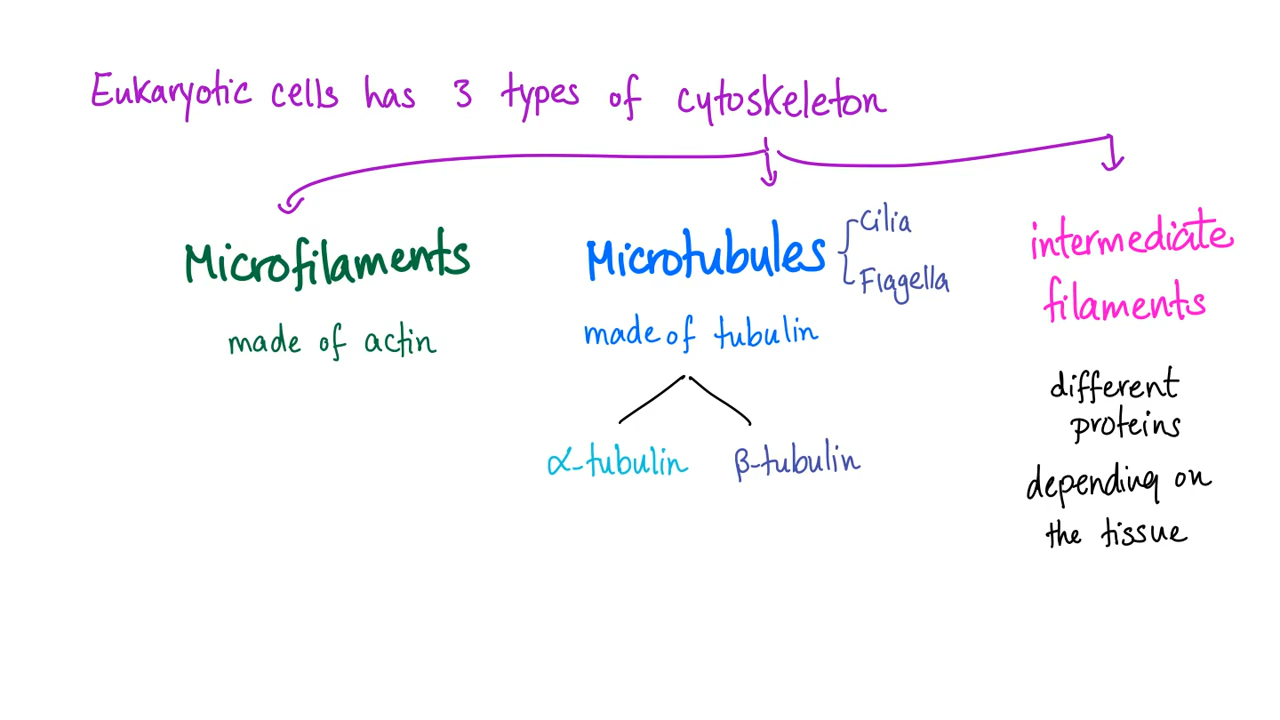 Eukaryotic cells has 3 types of cytoskeleton
Microfilaments
made of actin
Microtubules
Cilia
Flagella
made of tubulin
α-tubulin
β-tubulin
intermediate
filaments
different
proteins
depending on
the tissue